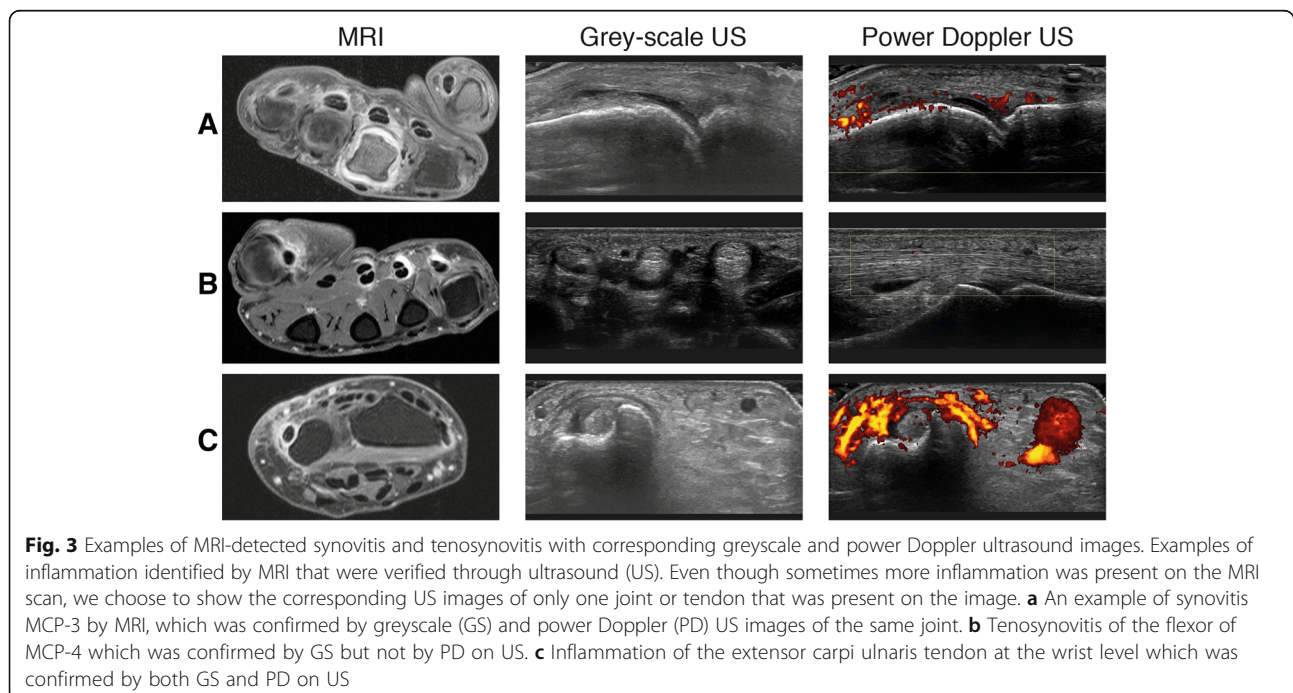 MRI Grey-scale US Power Doppler US
A
B
C
Fig. 3 Examples of MRI-detected synovitis and tenosynovitis with corresponding greyscale and power Doppler ultrasound images. Examples of
inflammation identified by MRI that were verified through ultrasound (US). Even though sometimes more inflammation was present on the MRI
scan, we choose to show the corresponding US images of only one joint or tendon that was present on the image. a An example of synovitis
MCP-3 by MRI, which was confirmed by greyscale (GS) and power Doppler (PD) US images of the same joint. b Tenosynovitis of the flexor of
MCP-4 which was confirmed by GS but not by PD on US. c Inflammation of the extensor carpi ulnaris tendon at the wrist level which was
confirmed by both GS and PD on US